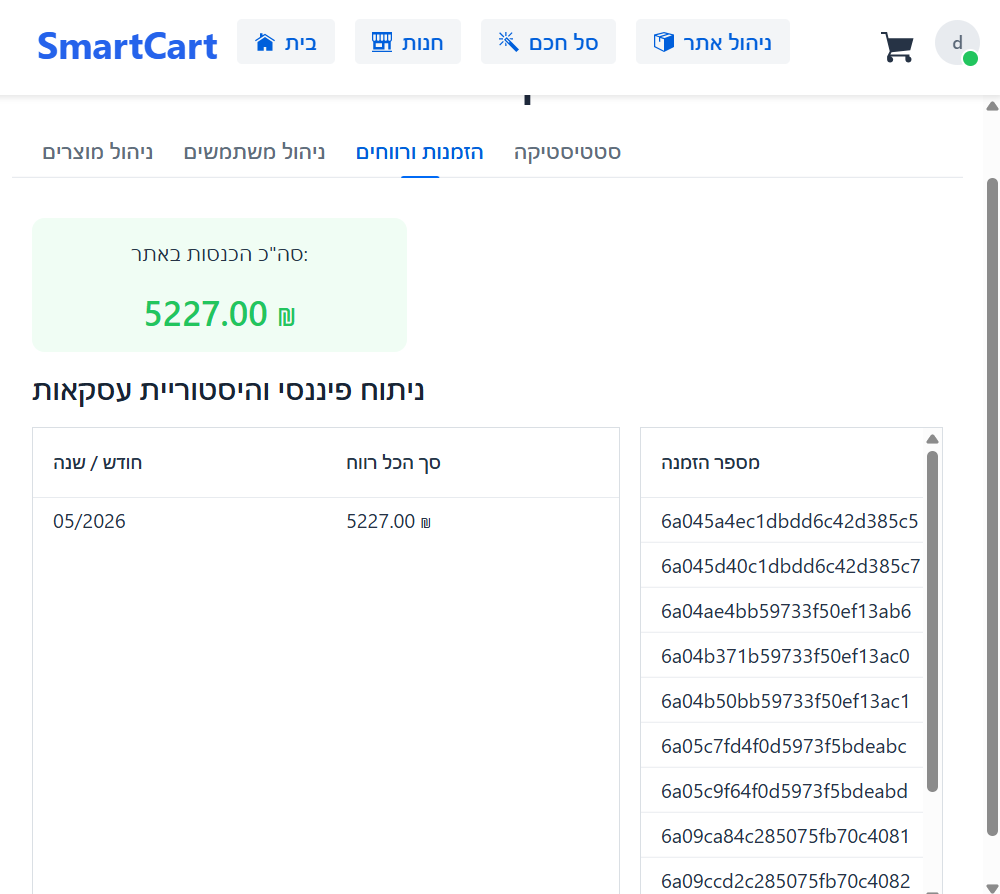 SmartCart
בית
חנות
סל חכם
ניהול אתר
d
ניהול מוצרים
ניהול משתמשים
הזמנות ורווחים
סטטיסטיקה
סה"כ הכנסות באתר:
5227.00 ₪
ניתוח פיננסי והיסטוריית עסקאות
חודש / שנה
סך הכל רווח
05/2026
5227.00 ₪
מספר הזמנה
6a045a4ec1dbdd6c42d385c5
6a045d40c1dbdd6c42d385c7
6a04ae4bb59733f50ef13ab6
6a04b371b59733f50ef13ac0
6a04b50bb59733f50ef13ac1
6a05c7fd4f0d5973f5bdeabc
6a05c9f64f0d5973f5bdeabd
6a09ca84c285075fb70c4081
6a09ccd2c285075fb70c4082